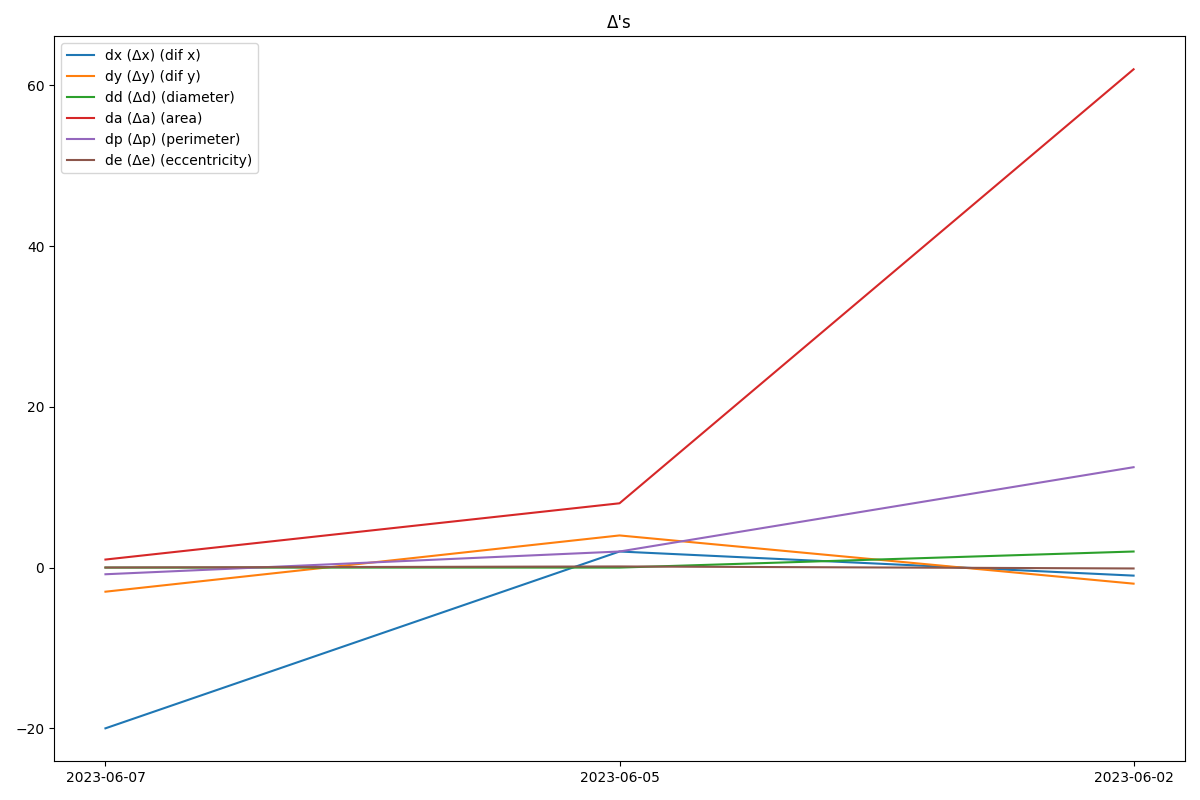 Δ's
dx (Δx) (dif x)
dy (Δy) (dif y)
dd (Δd) (diameter)
da (Δa) (area)
dp (Δp) (perimeter)
de (Δe) (eccentricity)
60
40
20
0
−20
2023-06-07 2023-06-05 2023-06-02